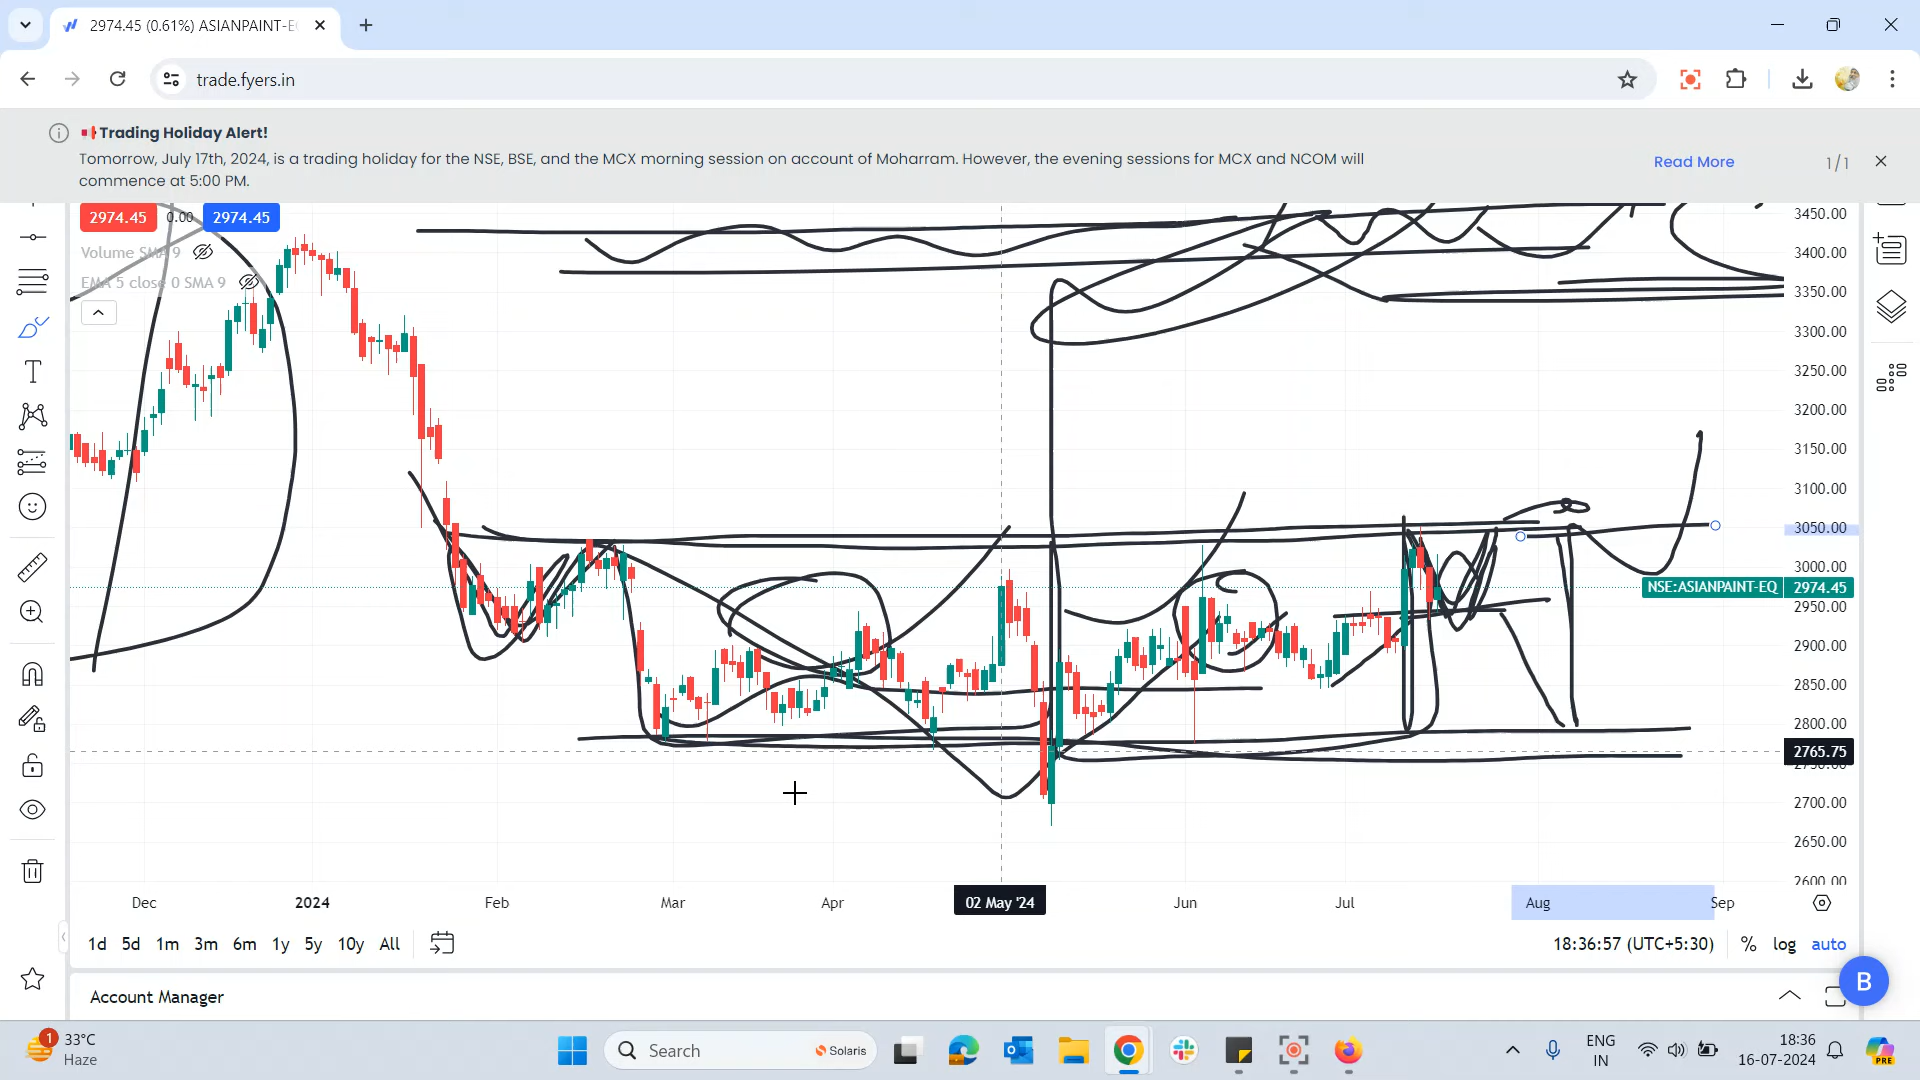 2974.45 (0.61%) ASIANPAINT-E
trade.fyers.in
Trading Holiday Alert!
Tomorrow, July 17th, 2024, is a trading holiday for the NSE, BSE, and the MCX morning session on account of Moharram. However, the evening sessions for MCX and NCOM will
commence at 5:00 PM.
Read More
1/1
2974.45 0.00 2974.45
Volume SMA 9
EMA 5 close 0 SMA 9
3450.00
3400.00
3350.00
3300.00
3250.00
3200.00
3150.00
3100.00
3050.00
3000.00
NSE:ASIANPAINT-EQ 2974.45
2950.00
2900.00
2850.00
2800.00
2765.75
2750.00
2700.00
2650.00
2600.00
Dec 2024 Feb Mar Apr 02 May '24 Jun Jul Aug Sep
1d 5d 1m 3m 6m 1y 5y 10y All
18:36:57 (UTC+5:30) % log auto
B
Account Manager
1
33°C
Haze
Search
Solaris
ENG
IN
18:36
16-07-2024
PRE